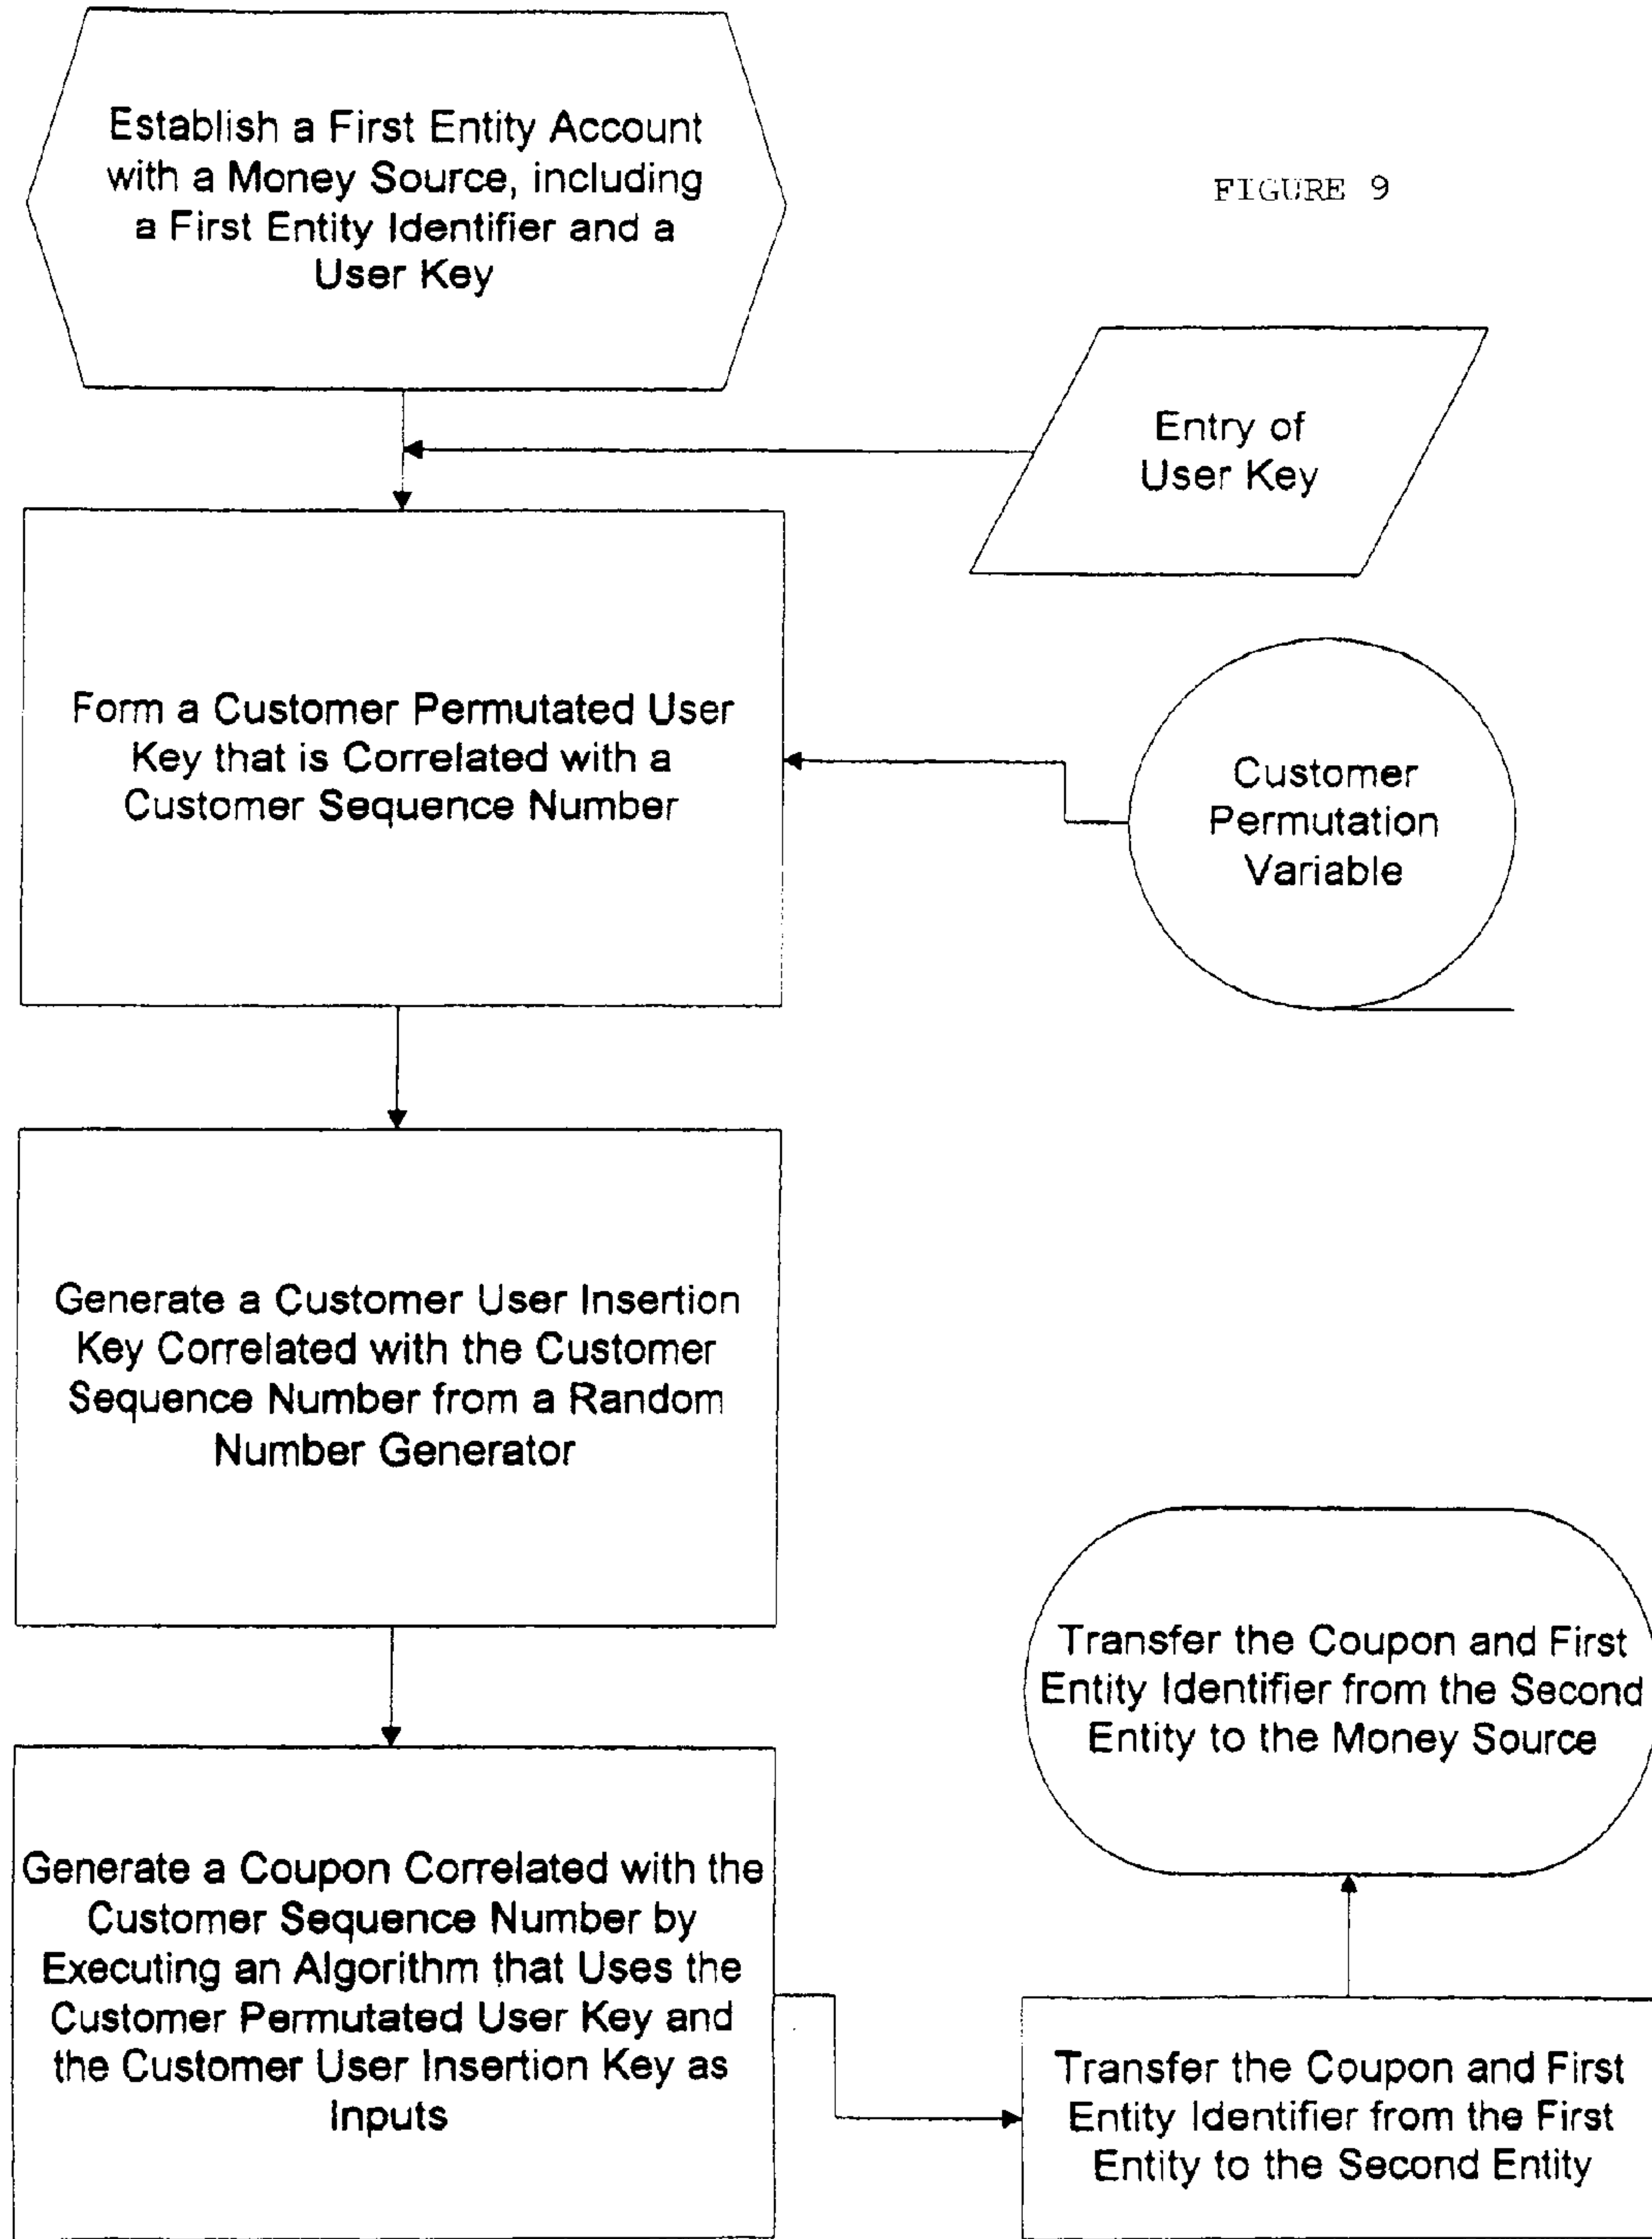 Establish a First Entity Account
with a Money Source, including
a First Entity Identifier and a
User Key
FIGURE 9
Entry of
User Key
Form a Customer Permutated User
Key that is Correlated with a
Customer Sequence Number
Customer
Permutation
Variable
Generate a Customer User Insertion
Key Correlated with the Customer
Sequence Number from a Random
Number Generator
Generate a Coupon Correlated with the
Customer Sequence Number by
Executing an Algorithm that Uses the
Customer Permutated User Key and
the Customer User Insertion Key as
Inputs
Transfer the Coupon and First
Entity Identifier from the First
Entity to the Second Entity
Transfer the Coupon and First
Entity Identifier from the Second
Entity to the Money Source